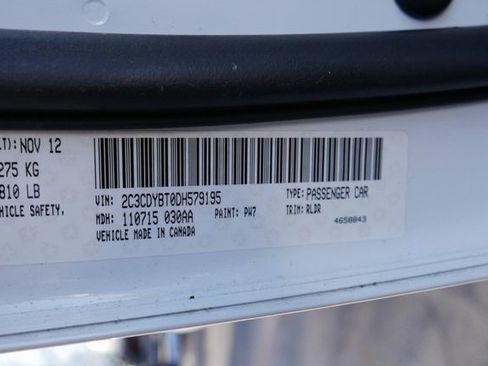 LT): NOV 12
275 KG
810 LB
HICLE SAFETY,
VIN: 2C3CDYBT0DH579195
TYPE: PASSENGER CAR
MDH: 110715 030AA
PAINT: PW7
TRIM: RLDR
VEHICLE MADE IN CANADA
4658843